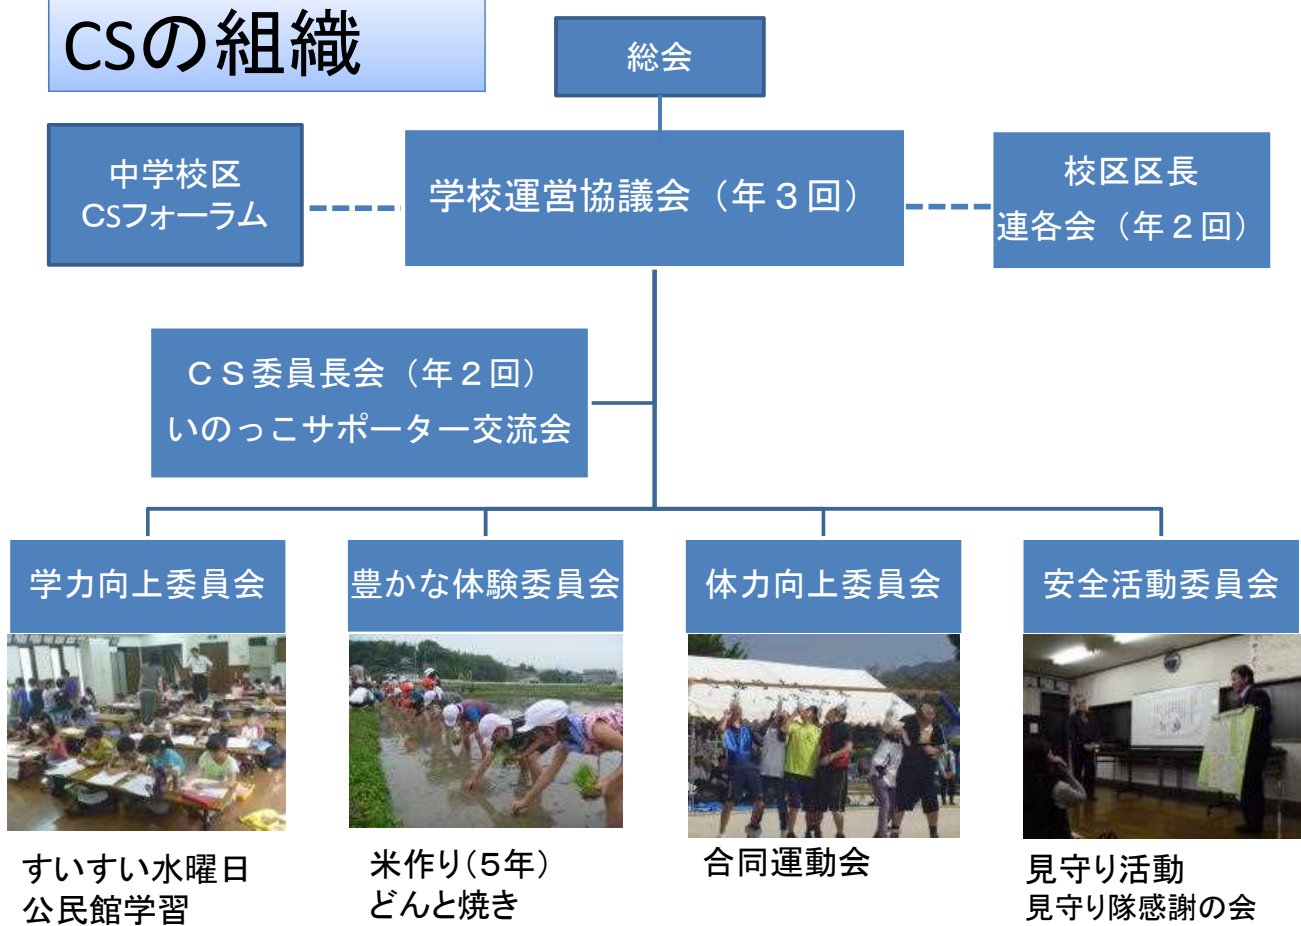 CSの組織
総会
中学校区
CSフォーラム
学校運営協議会（年３回）
校区区長
連各会（年２回）
ＣＳ委員長会（年２回）
いのっこサポーター交流会
学力向上委員会
豊かな体験委員会
体力向上委員会
安全活動委員会
すいすい水曜日
公民館学習
米作り(５年)
どんと焼き
合同運動会
見守り活動
見守り隊感謝の会